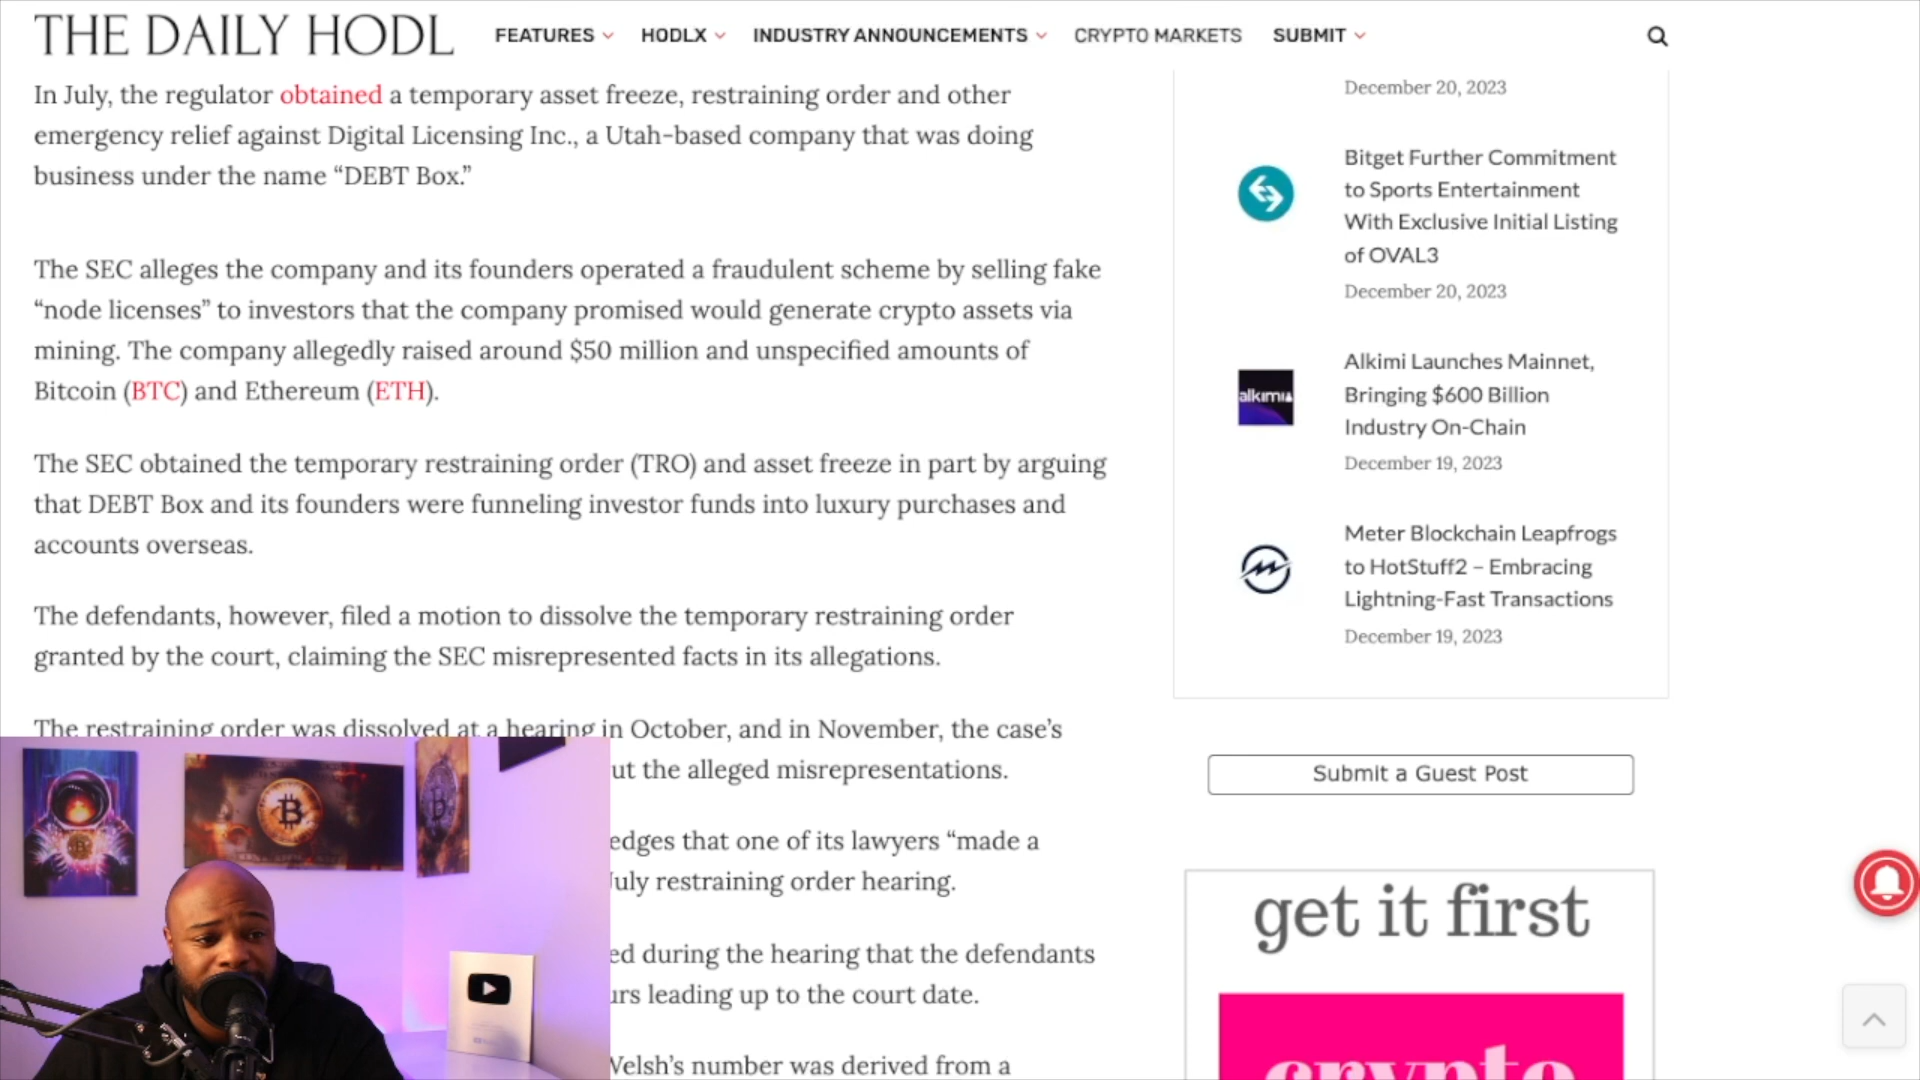 THE DAILY HODL
FEATURES
HODLX
INDUSTRY ANNOUNCEMENTS
CRYPTO MARKETS
SUBMIT
In July, the regulator obtained a temporary asset freeze, restraining order and other
emergency relief against Digital Licensing Inc., a Utah-based company that was doing
business under the name “DEBT Box.”
The SEC alleges the company and its founders operated a fraudulent scheme by selling fake
“node licenses” to investors that the company promised would generate crypto assets via
mining. The company allegedly raised around $50 million and unspecified amounts of
Bitcoin (BTC) and Ethereum (ETH).
The SEC obtained the temporary restraining order (TRO) and asset freeze in part by arguing
that DEBT Box and its founders were funneling investor funds into luxury purchases and
accounts overseas.
The defendants, however, filed a motion to dissolve the temporary restraining order
granted by the court, claiming the SEC misrepresented facts in its allegations.
The restraining order was dissolved at a hearing in October, and in November, the case’s
ut the alleged misrepresentations.
edges that one of its lawyers “made a
July restraining order hearing.
ed during the hearing that the defendants
urs leading up to the court date.
Welsh’s number was derived from a
December 20, 2023
Bitget Further Commitment
to Sports Entertainment
With Exclusive Initial Listing
of OVAL3
December 20, 2023
alkimi
Alkimi Launches Mainnet,
Bringing $600 Billion
Industry On-Chain
December 19, 2023
Meter Blockchain Leapfrogs
to HotStuff2 – Embracing
Lightning-Fast Transactions
December 19, 2023
Submit a Guest Post
get it first
crypto